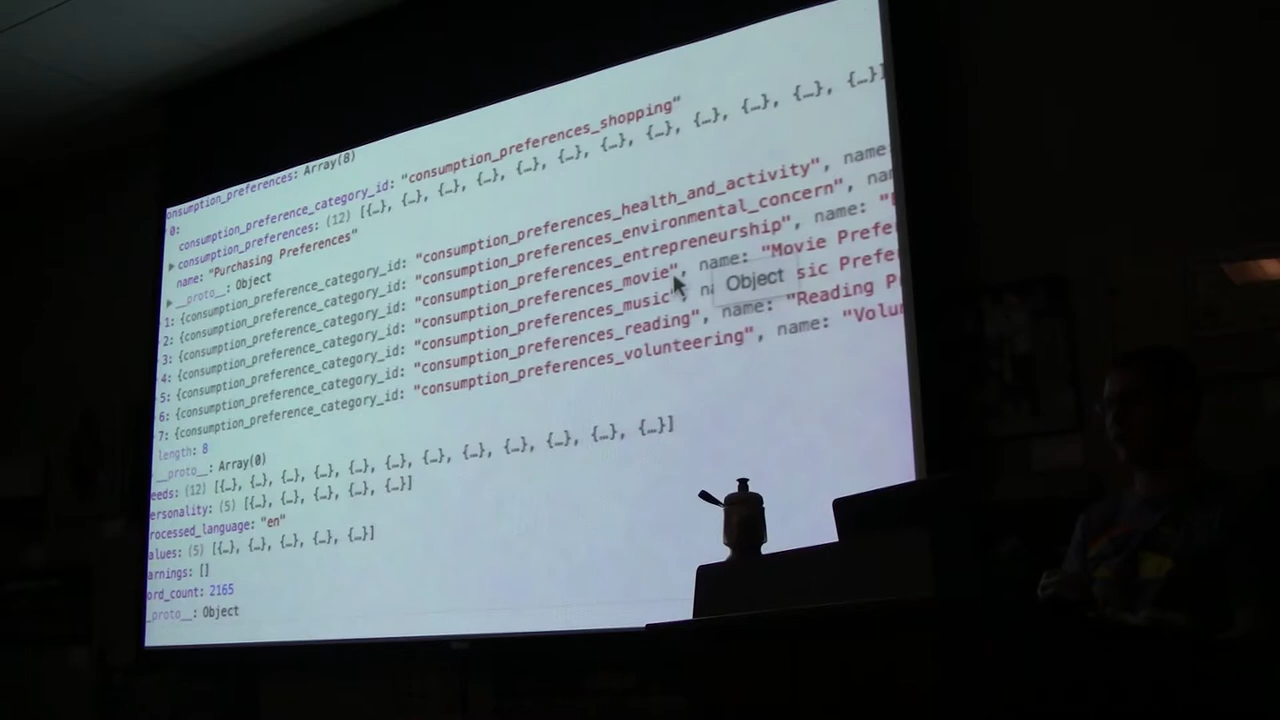 onsumption_preferences: Array(8)
0:
consumption_preference_category_id: "consumption_preferences_shopping"
consumption_preferences: (12) [{…}, {…}, {…}, {…}, {…}, {…}, {…}, {…}, {…}, {…}, {…}, {…}]
name: "Purchasing Preferences"
__proto__: Object
1: {consumption_preference_category_id: "consumption_preferences_health_and_activity", name
2: {consumption_preference_category_id: "consumption_preferences_environmental_concern", na
3: {consumption_preference_category_id: "consumption_preferences_entrepreneurship", name: "
4: {consumption_preference_category_id: "consumption_preferences_movie", name: "Movie Prefe
5: {consumption_preference_category_id: "consumption_preferences_music", n sic Prefe
Object
6: {consumption_preference_category_id: "consumption_preferences_reading", name: "Reading P
7: {consumption_preference_category_id: "consumption_preferences_volunteering", name: "Volu
length: 8
__proto__: Array(0)
eeds: (12) [{…}, {…}, {…}, {…}, {…}, {…}, {…}, {…}, {…}, {…}, {…}, {…}]
ersonality: (5) [{…}, {…}, {…}, {…}, {…}]
rocessed_language: "en"
alues: (5) [{…}, {…}, {…}, {…}, {…}]
arnings: []
ord_count: 2165
_proto__: Object